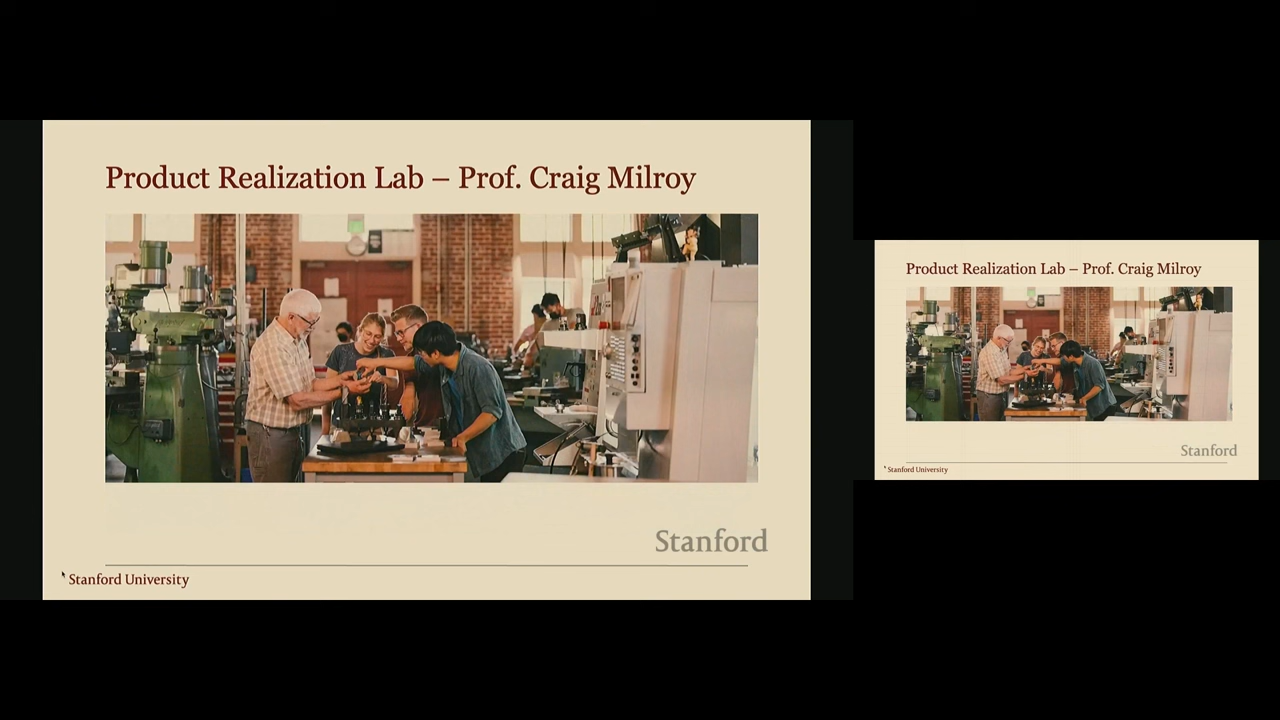 Product Realization Lab – Prof. Craig Milroy
Stanford
Stanford University
Product Realization Lab – Prof. Craig Milroy
Stanford
Stanford University